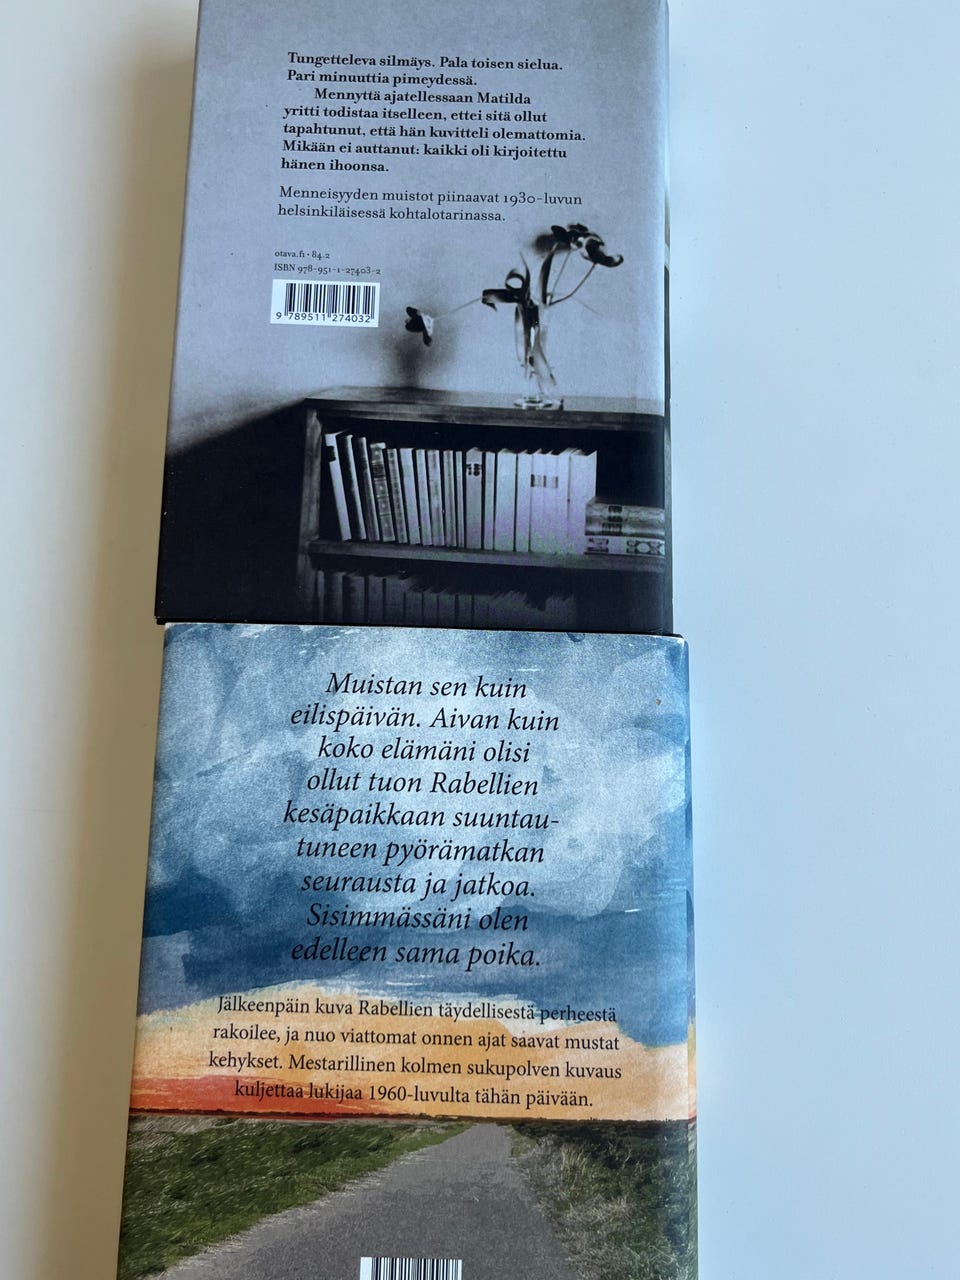 Tungetteleva silmäys. Pala toisen sielua.
Pari minuuttia pimeydessä.
Mennyttä ajatellessaan Matilda
yritti todistaa itselleen, ettei sitä ollut
tapahtunut, että hän kuvitteli olemattomia.
Mikään ei auttanut: kaikki oli kirjoitettu
hänen ihoonsa.
Menneisyyden muistot piinaavat 1930-luvun
helsinkiläisessä kohtalotarinassa.
otava.fi · 84.2
ISBN 978-951-1-27403-2
9 789511 274032
Muistan sen kuin
eilispäivän. Aivan kuin
koko elämäni olisi
ollut tuon Rabellien
kesäpaikkaan suuntau-
tuneen pyörämatkan
seurausta ja jatkoa.
Sisimmässäni olen
edelleen sama poika.
Jälkeenpäin kuva Rabellien täydellisestä perheestä
rakoilee, ja nuo viattomat onnen ajat saavat mustat
kehykset. Mestarillinen kolmen sukupolven kuvaus
kuljettaa lukijaa 1960-luvulta tähän päivään.